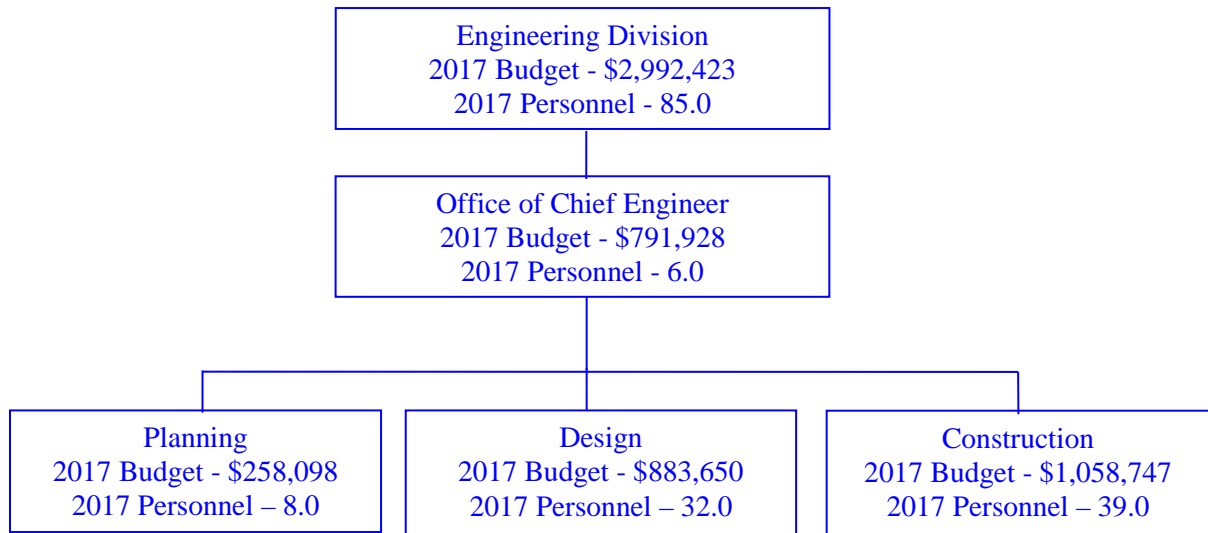 Engineering Division
2017 Budget - $2,992,423
2017 Personnel - 85.0
Office of Chief Engineer
2017 Budget - $791,928
2017 Personnel - 6.0
Planning
2017 Budget - $258,098
2017 Personnel – 8.0
Design
2017 Budget - $883,650
2017 Personnel – 32.0
Construction
2017 Budget - $1,058,747
2017 Personnel – 39.0